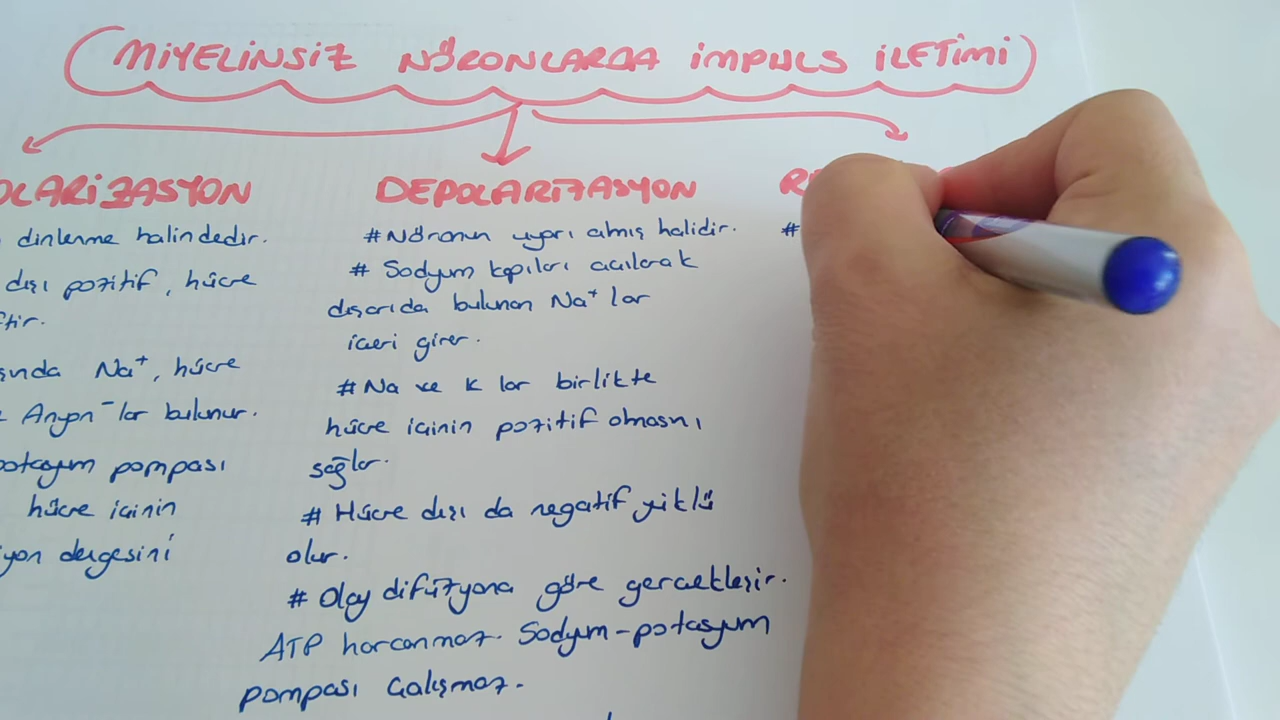 MİYELİNSİZ NÖRONLARDA İMPULS İLETİMİ
OLARİZASYON
dinlenme halindedir.
dışı pozitif, hücre
tir.
ında Na⁺, hücre
Anyon⁻lar bulunur.
potasyum pompası
hücre içinin
iyon dengesini
DEPOLARİZASYON
#Nöronun uyarı almış halidir.
# Sodyum kapıları açılarak
dışarıda bulunan Na⁺ lar
içeri girer.
#Na ve K lar birlikte
hücre içinin pozitif olmasını
sağlar.
# Hücre dışı da negatif yüklü
olur.
# Olay difüzyona göre gerçekleşir.
ATP harcanmaz. Sodyum-potasyum
pompası çalışmaz.
R
#